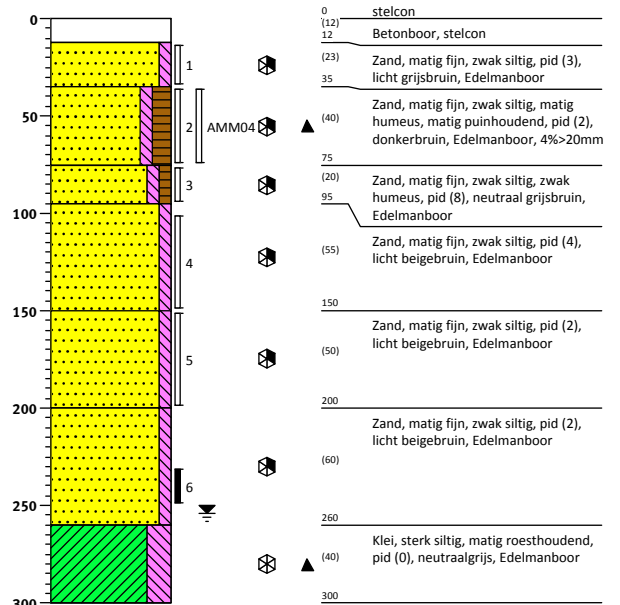 0
50
100
150
200
250
300
1
2
AMM04
3
4
5
6
0 stelcon
(12)
12 Betonboor, stelcon
(23) Zand, matig fijn, zwak siltig, pid (3),
35 licht grijsbruin, Edelmanboor
Zand, matig fijn, zwak siltig, matig
(40) humeus, matig puinhoudend, pid (2),
donkerbruin, Edelmanboor, 4%>20mm
75
(20) Zand, matig fijn, zwak siltig, zwak
95 humeus, pid (8), neutraal grijsbruin,
Edelmanboor
(55) Zand, matig fijn, zwak siltig, pid (4),
licht beigebruin, Edelmanboor
150
Zand, matig fijn, zwak siltig, pid (2),
(50) licht beigebruin, Edelmanboor
200
Zand, matig fijn, zwak siltig, pid (2),
licht beigebruin, Edelmanboor
(60)
260
Klei, sterk siltig, matig roesthoudend,
(40) pid (0), neutraalgrijs, Edelmanboor
300